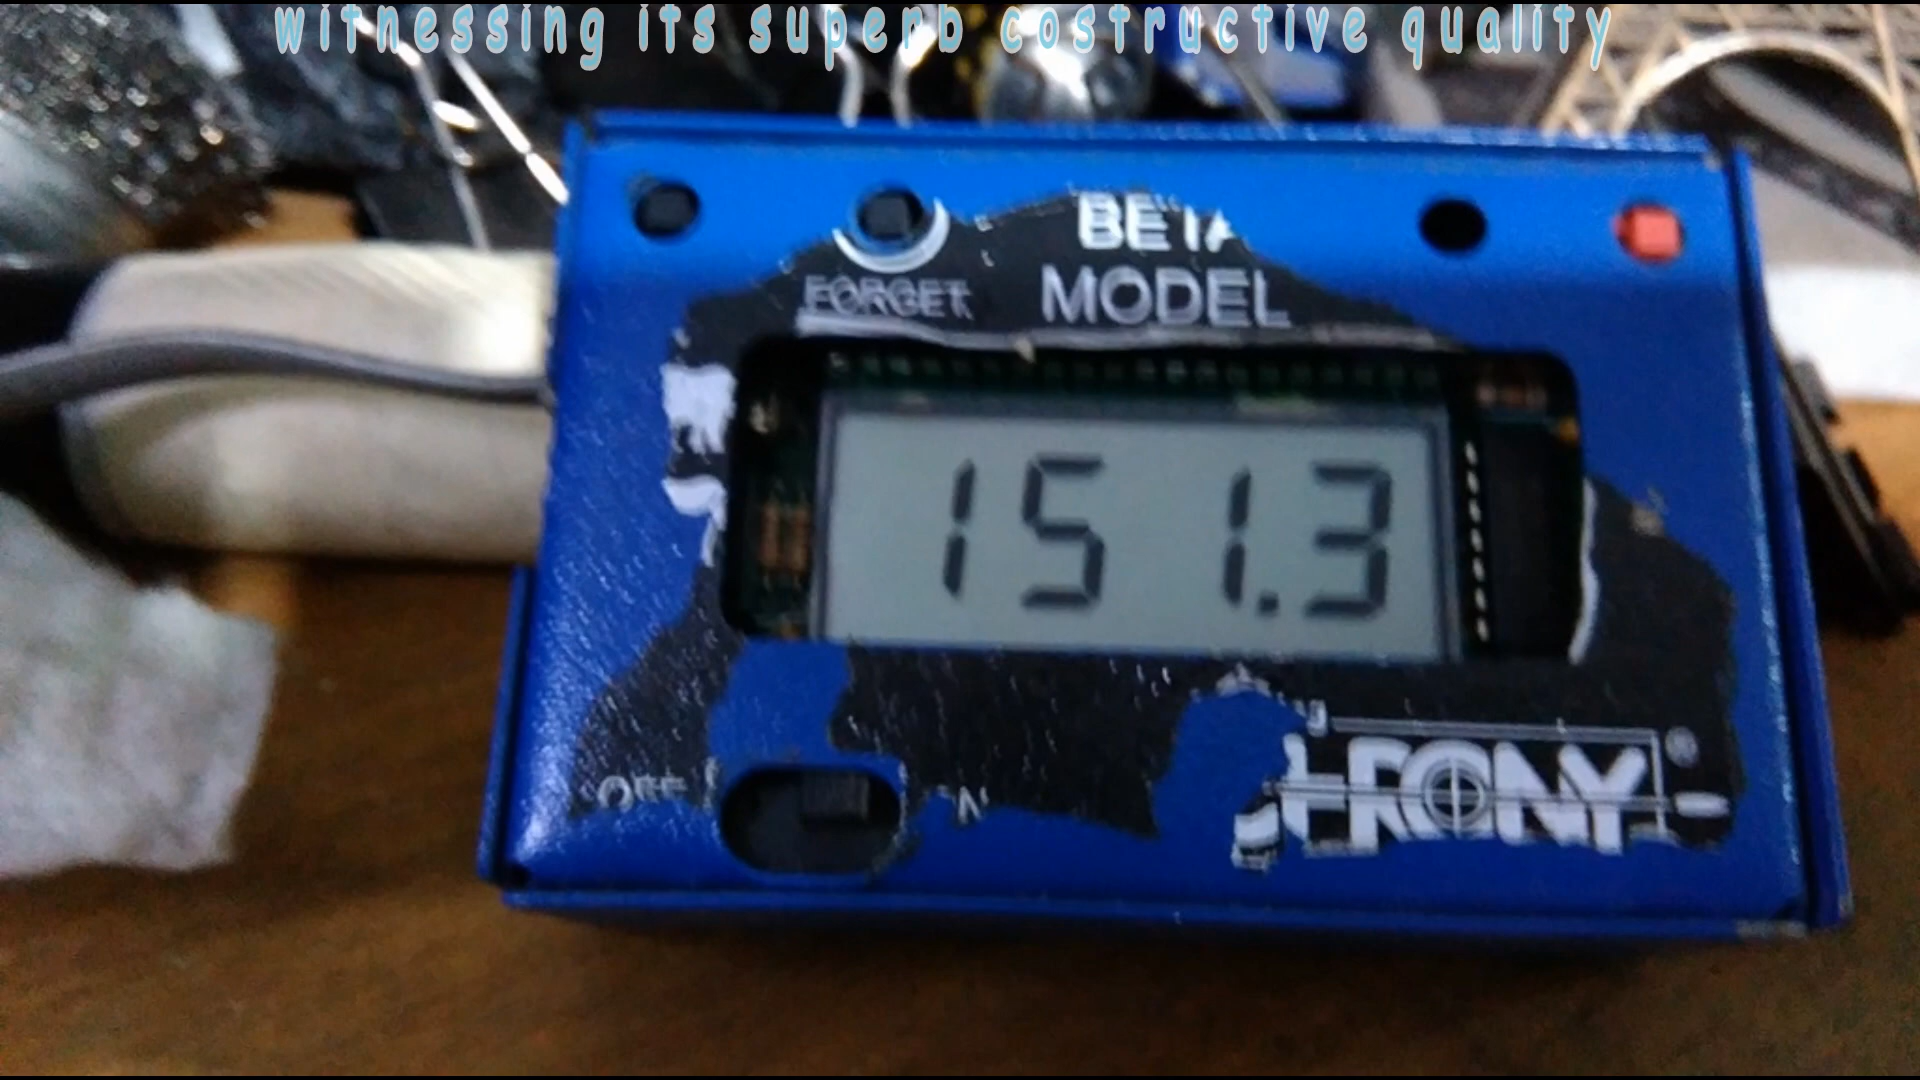 witnessing its superb costructive quality
BETA
FORGET
MODEL
151.3
OFF